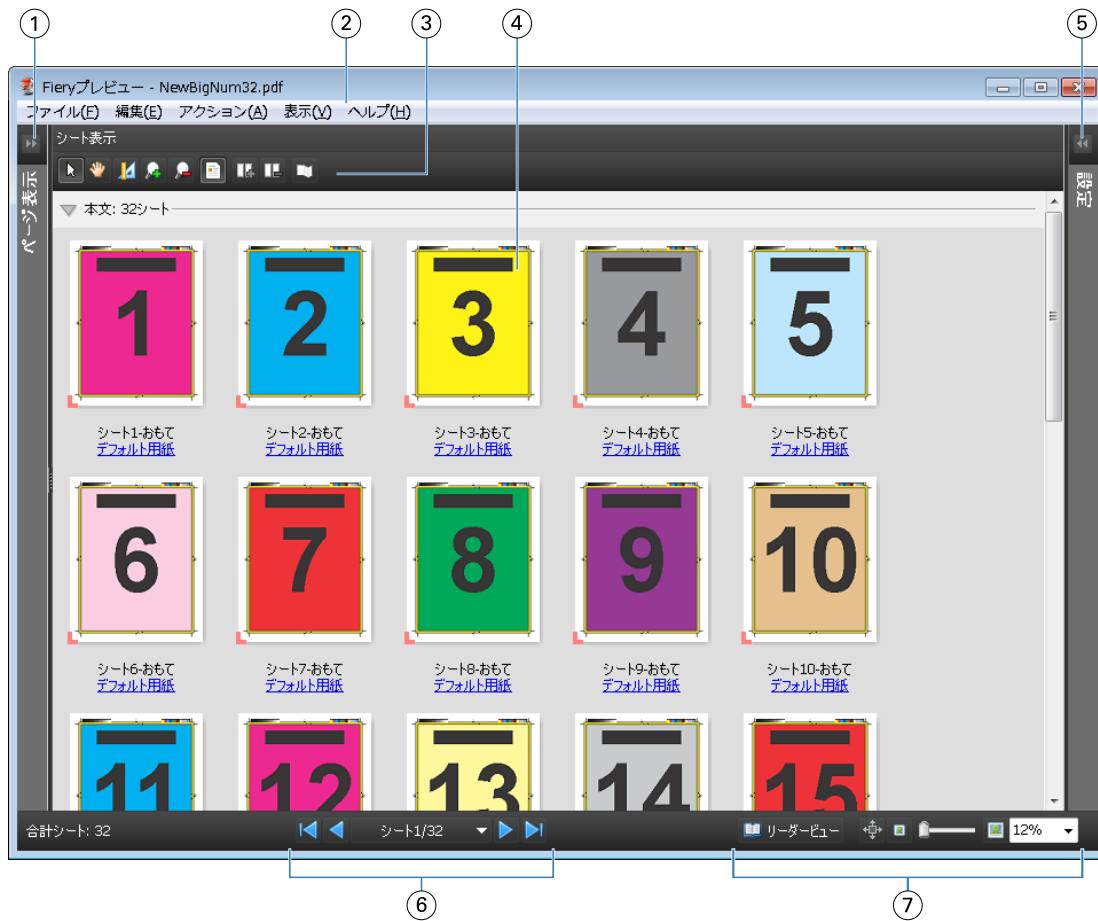 1 2 3 4 5
Fieryプレビュー - NewBigNum32.pdf
ファイル(F) 編集(E) アクション(A) 表示(V) ヘルプ(H)
シート表示
ページ表示
設定
本文: 32シート
1 2 3 4 5
シート1-おもて シート2-おもて シート3-おもて シート4-おもて シート5-おもて
デフォルト用紙 デフォルト用紙 デフォルト用紙 デフォルト用紙 デフォルト用紙
6 7 8 9 10
シート6-おもて シート7-おもて シート8-おもて シート9-おもて シート10-おもて
デフォルト用紙 デフォルト用紙 デフォルト用紙 デフォルト用紙 デフォルト用紙
11 12 13 14 15
合計シート: 32 シート1/32 リーダービュー 12%
6 7